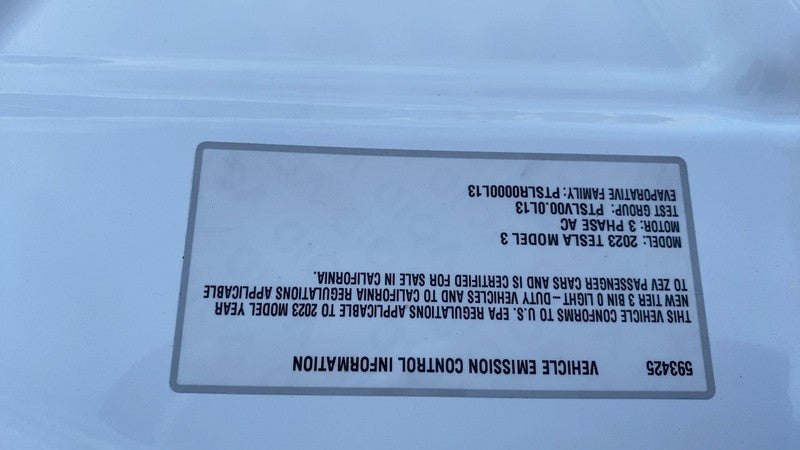 593425 VEHICLE EMISSION CONTROL INFORMATION
THIS VEHICLE CONFORMS TO U.S. EPA REGULATIONS APPLICABLE TO 2023 MODEL YEAR
NEW TIER 3 BIN 0 LIGHT-DUTY VEHICLES AND TO CALIFORNIA REGULATIONS APPLICABLE
TO ZEV PASSENGER CARS AND IS CERTIFIED FOR SALE IN CALIFORNIA.
MODEL: 2023 TESLA MODEL 3
MOTOR: 3 PHASE AC
TEST GROUP: PTSLV00.0L13
EVAPORATIVE FAMILY: PTSLR0000L13